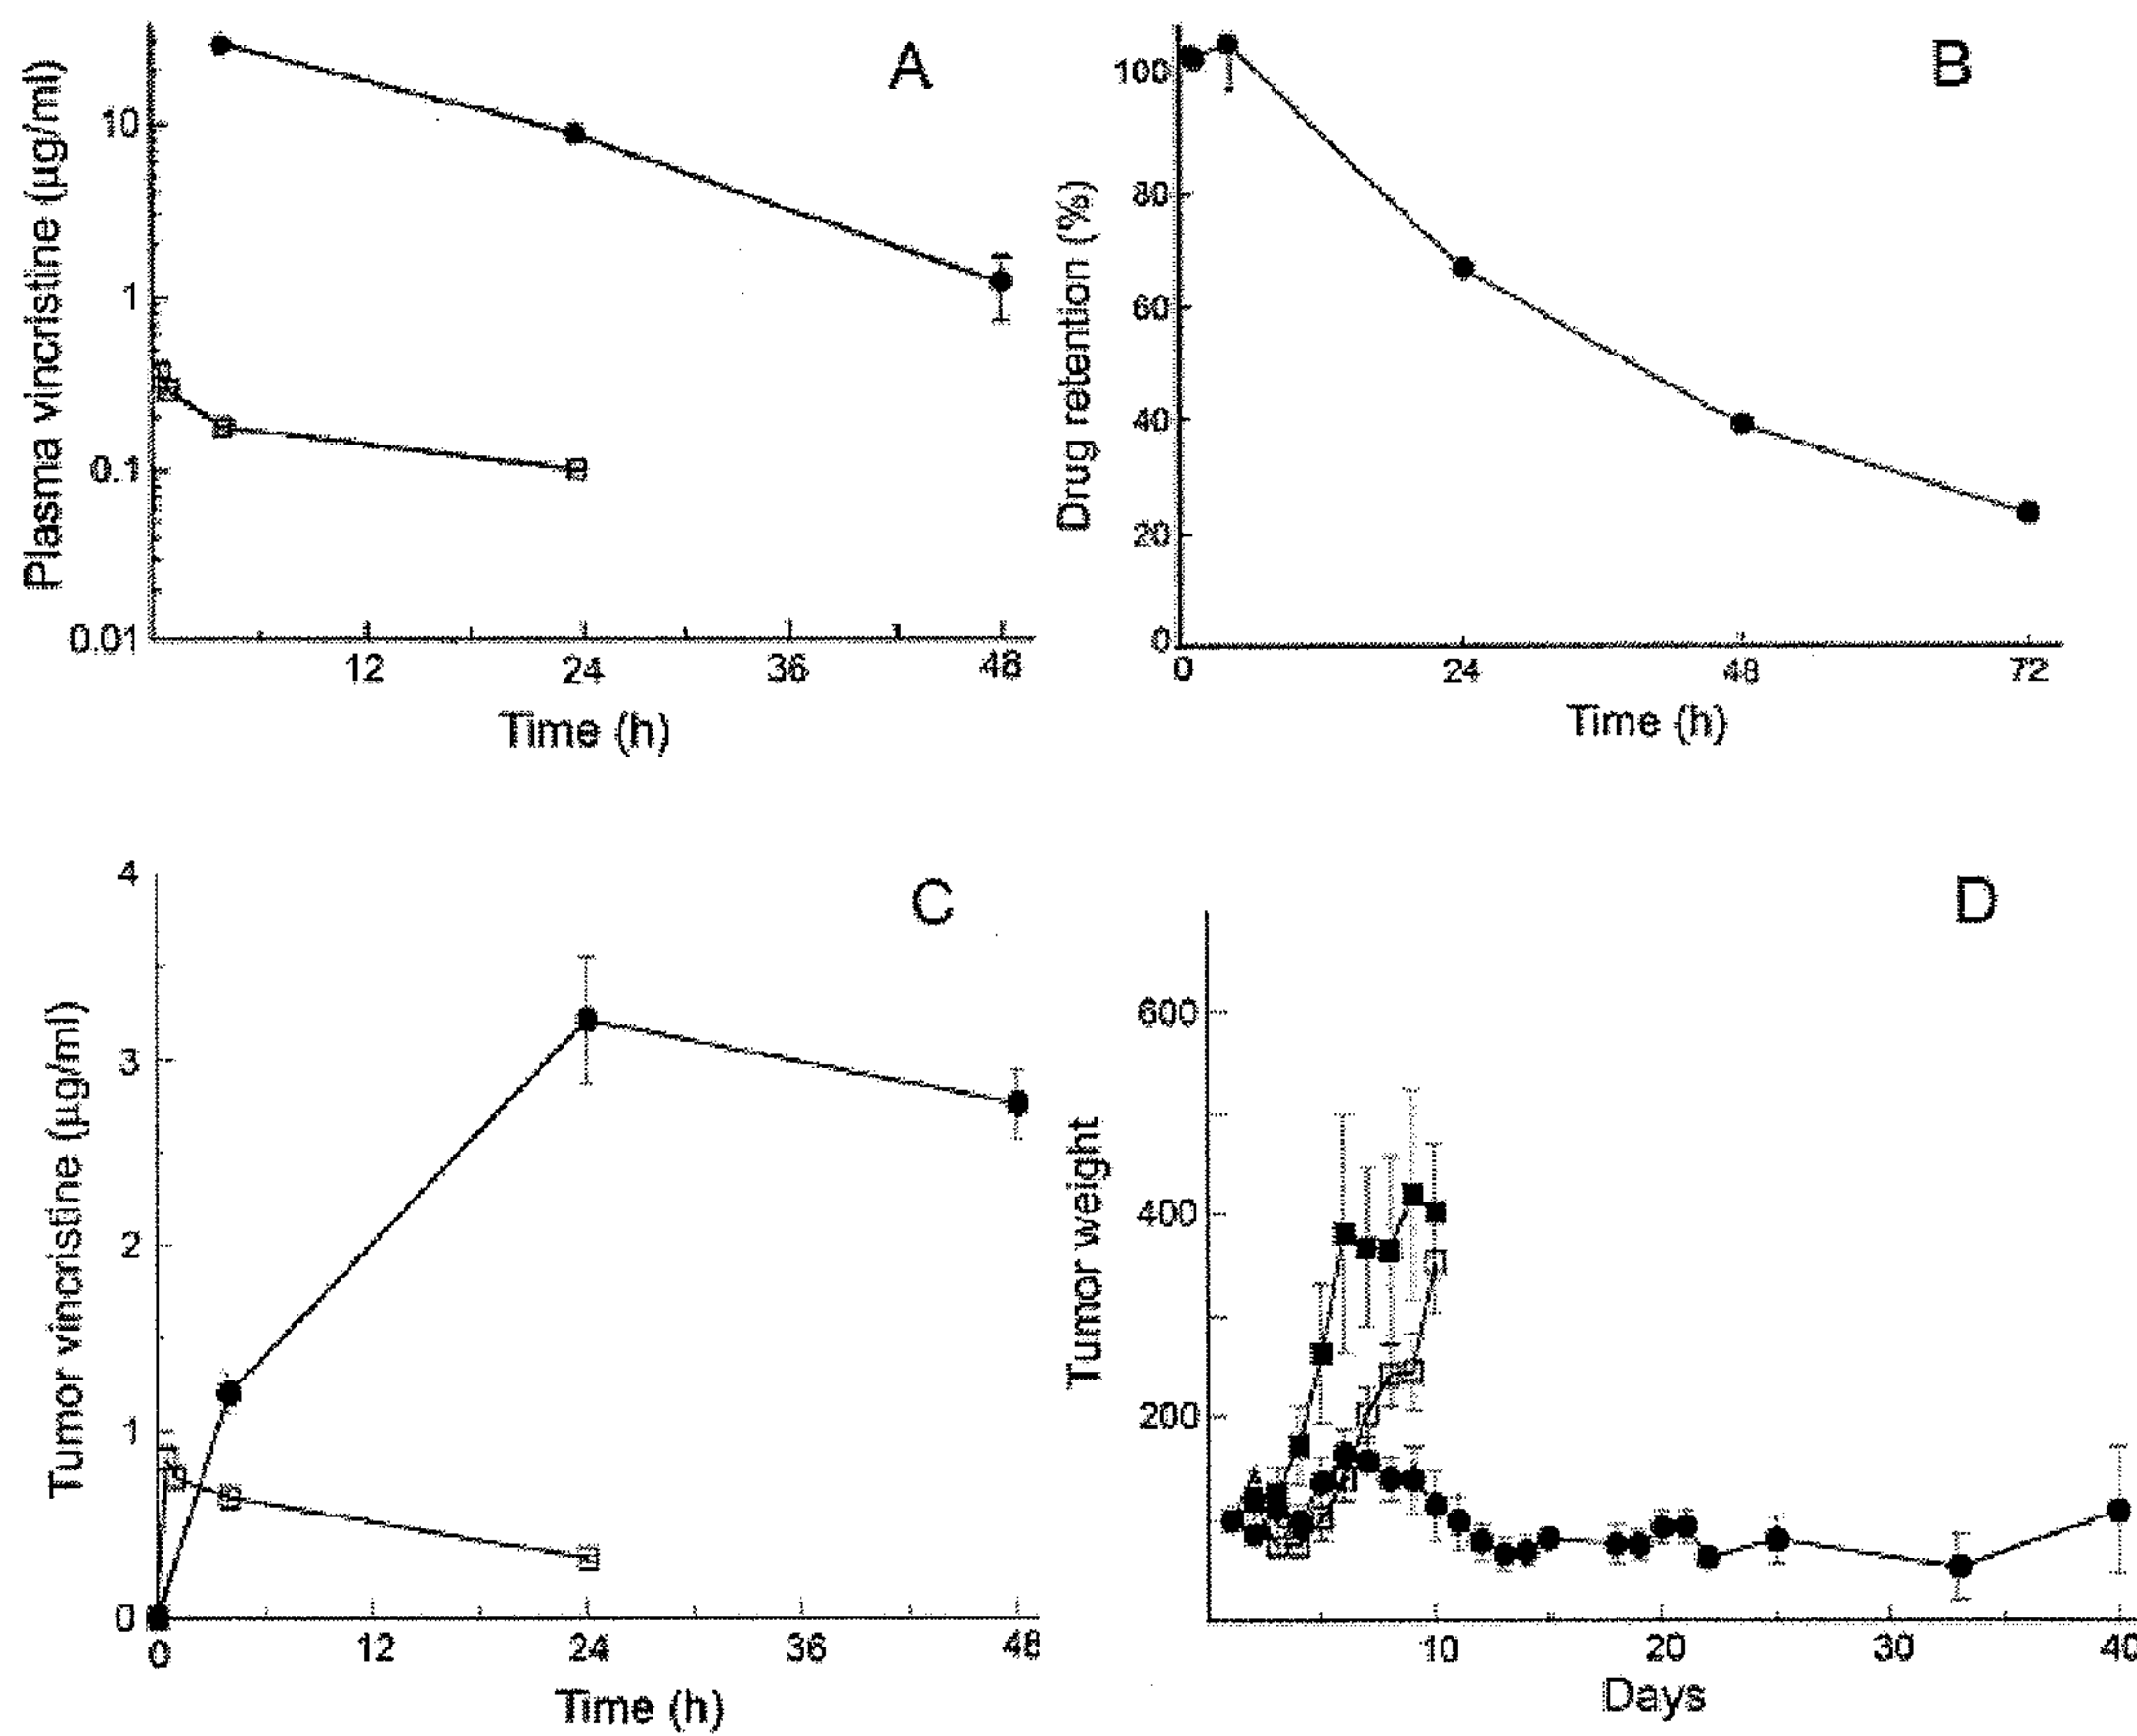 A
Plasma vincristine (µg/ml)
10
1
0.1
0.01
12 24 36 48
Time (h)
B
Drug retention (%)
100
80
60
40
20
0
0 24 48 72
Time (h)
C
Tumor vincristine (µg/ml)
4
3
2
1
0
0 12 24 36 48
Time (h)
D
Tumor weight
600
400
200
10 20 30 40
Days